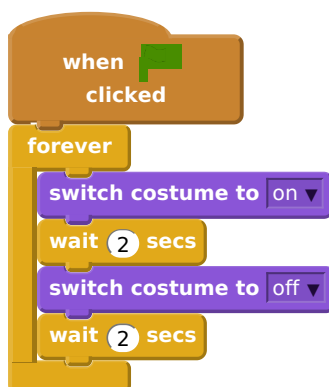 when
clicked
forever
switch costume to on
wait 2 secs
switch costume to off
wait 2 secs